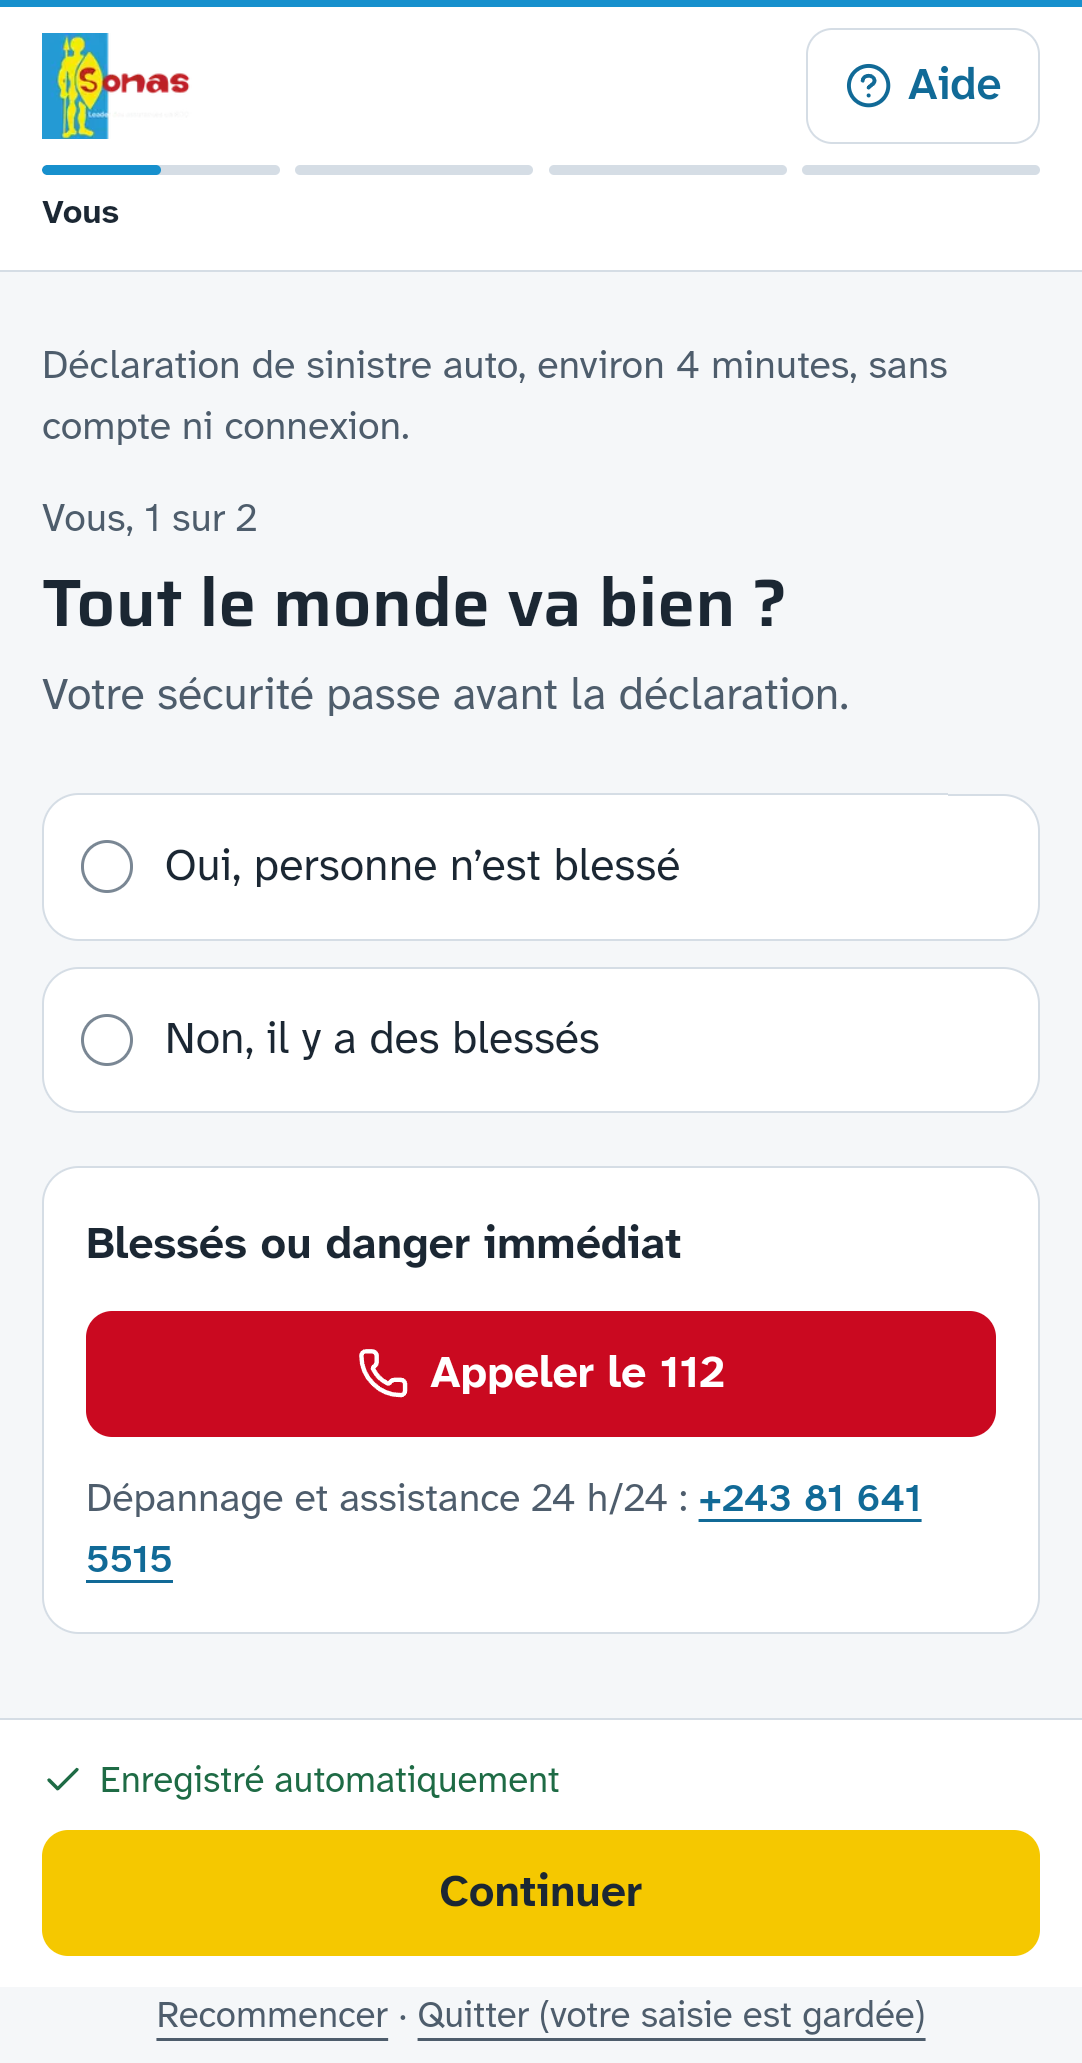 Sonas
Aide
Vous
Déclaration de sinistre auto, environ 4 minutes, sans
compte ni connexion.
Vous, 1 sur 2
Tout le monde va bien ?
Votre sécurité passe avant la déclaration.
Oui, personne n’est blessé
Non, il y a des blessés
Blessés ou danger immédiat
Appeler le 112
Dépannage et assistance 24 h/24 : +243 81 641
5515
Enregistré automatiquement
Continuer
Recommencer · Quitter (votre saisie est gardée)